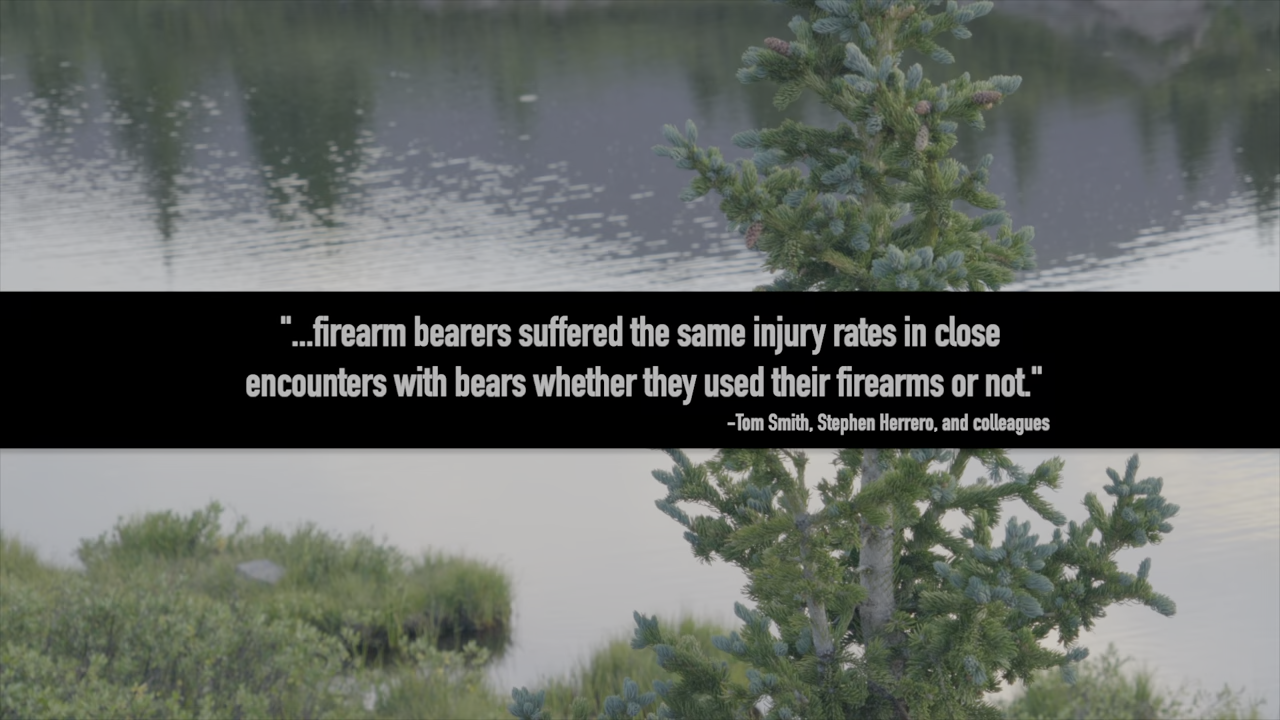 "...firearm bearers suffered the same injury rates in close
encounters with bears whether they used their firearms or not."
-Tom Smith, Stephen Herrero, and colleagues